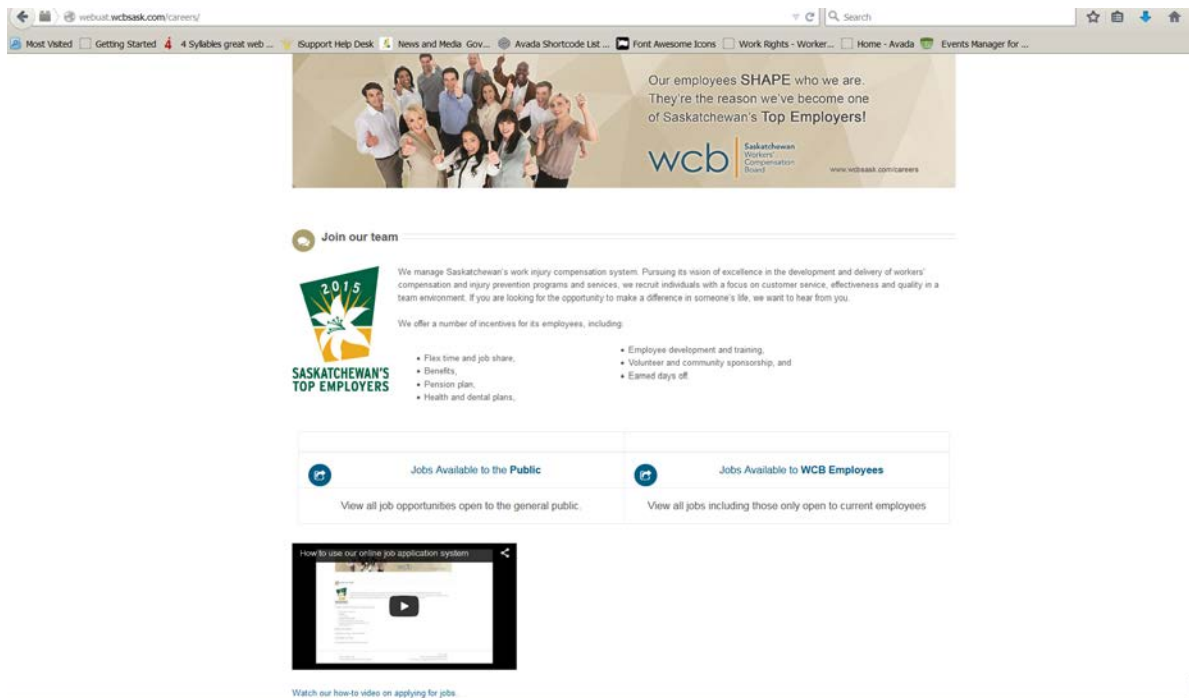 webuat.wcbsask.com/careers/
Search
Most Visited Getting Started 4 Syllables great web ... iSupport Help Desk News and Media Gov... Avada Shortcode List ... Font Awesome Icons Work Rights - Worker... Home - Avada Events Manager for ...
Our employees SHAPE who we are.
They're the reason we've become one
of Saskatchewan's Top Employers!
wcb
Saskatchewan
Workers'
Compensation
Board
www.wcbsask.com/careers
Join our team
2015
SASKATCHEWAN'S
TOP EMPLOYERS
We manage Saskatchewan's work injury compensation system. Pursuing its vision of excellence in the development and delivery of workers'
compensation and injury prevention programs and services, we recruit individuals with a focus on customer service, effectiveness and quality in a
team environment. If you are looking for the opportunity to make a difference in someone's life, we want to hear from you.
We offer a number of incentives for its employees, including:
• Flex time and job share,
• Benefits,
• Pension plan,
• Health and dental plans,
• Employee development and training,
• Volunteer and community sponsorship, and
• Earned days off.
Jobs Available to the Public
View all job opportunities open to the general public.
Jobs Available to WCB Employees
View all jobs including those only open to current employees
How to use our online job application system
Watch our how-to video on applying for jobs.